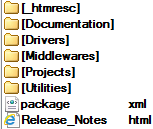 [_htmresc]
[Documentation]
[Drivers]
[Middlewares]
[Projects]
[Utilities]
package xml
Release_Notes html